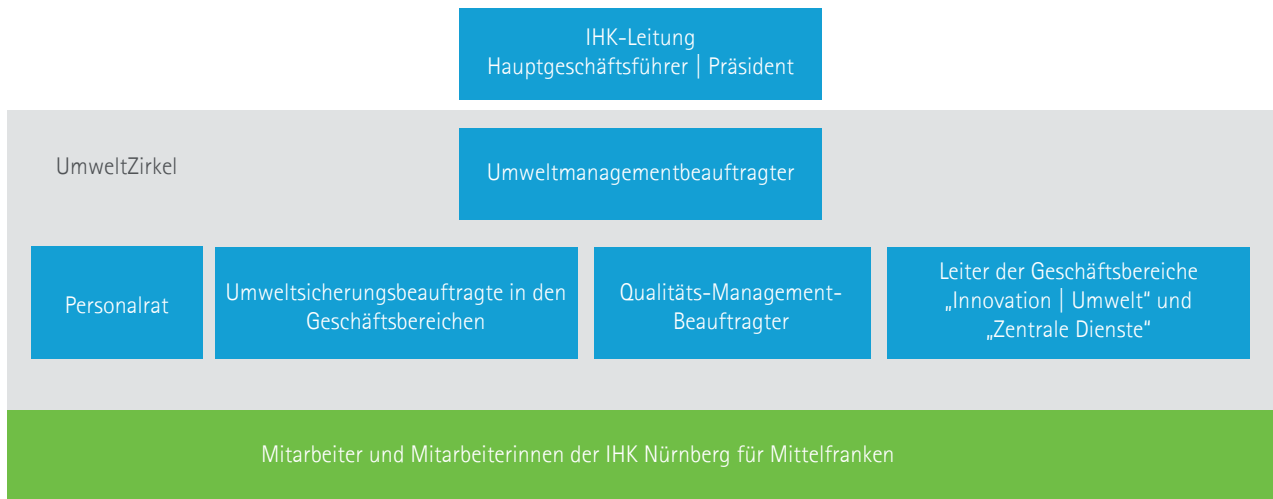 IHK-Leitung
Hauptgeschäftsführer | Präsident
UmweltZirkel
Umweltmanagementbeauftragter
Personalrat
Umweltsicherungsbeauftragte in den
Geschäftsbereichen
Qualitäts-Management-
Beauftragter
Leiter der Geschäftsbereiche
„Innovation | Umwelt“ und
„Zentrale Dienste“
Mitarbeiter und Mitarbeiterinnen der IHK Nürnberg für Mittelfranken